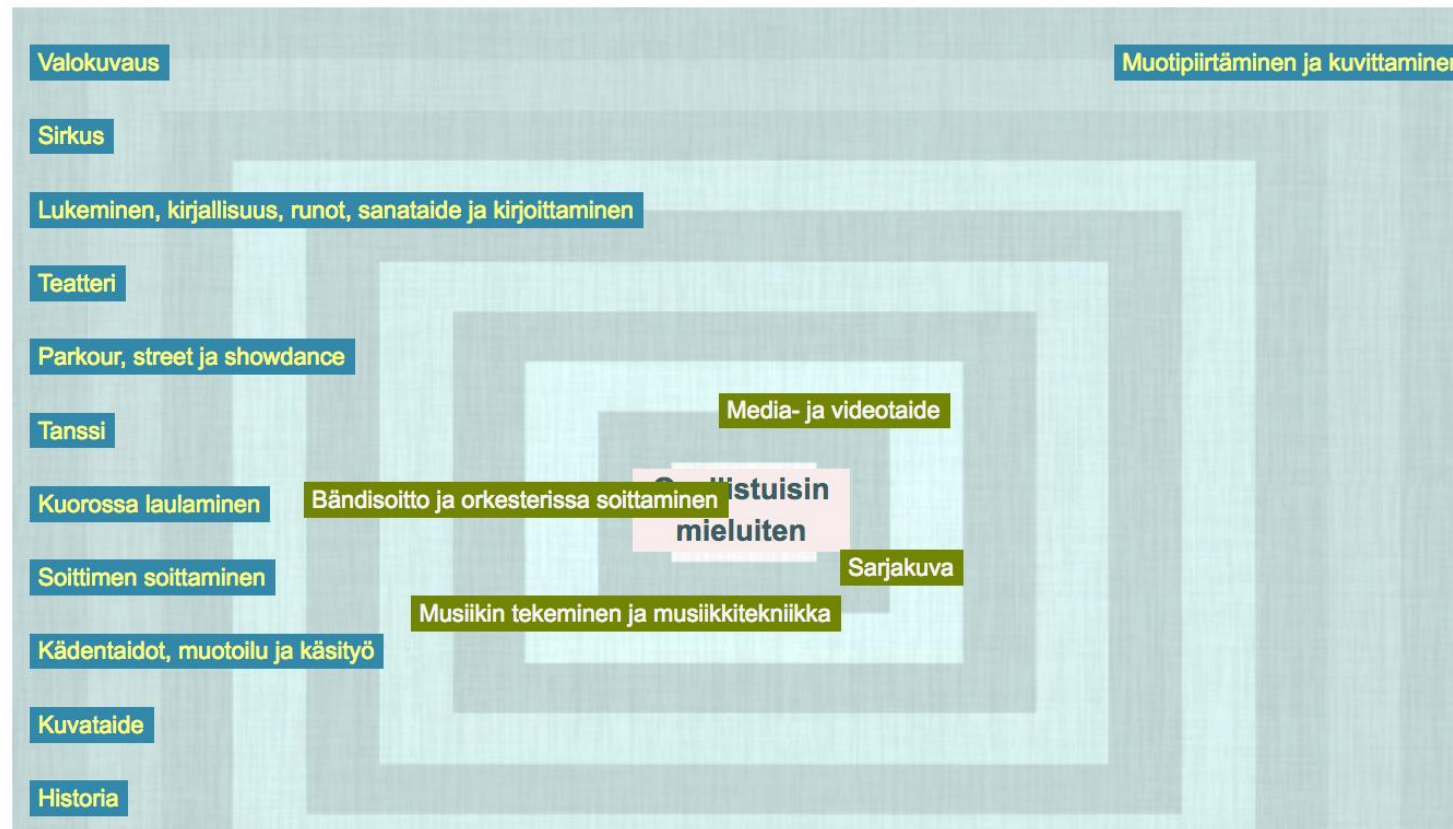 Valokuvaus
Muotipiirtäminen ja kuvittaminen
Sirkus
Lukeminen, kirjallisuus, runot, sanataide ja kirjoittaminen
Teatteri
Parkour, street ja showdance
Media- ja videotaide
Tanssi
Kuorossa laulaminen
Bändisoitto ja orkesterissa soittaminen
mieluiten
Sarjakuva
Soittimen soittaminen
Musiikin tekeminen ja musiikkitekniikka
Kädentaidot, muotoilu ja käsityö
Kuvataide
Historia